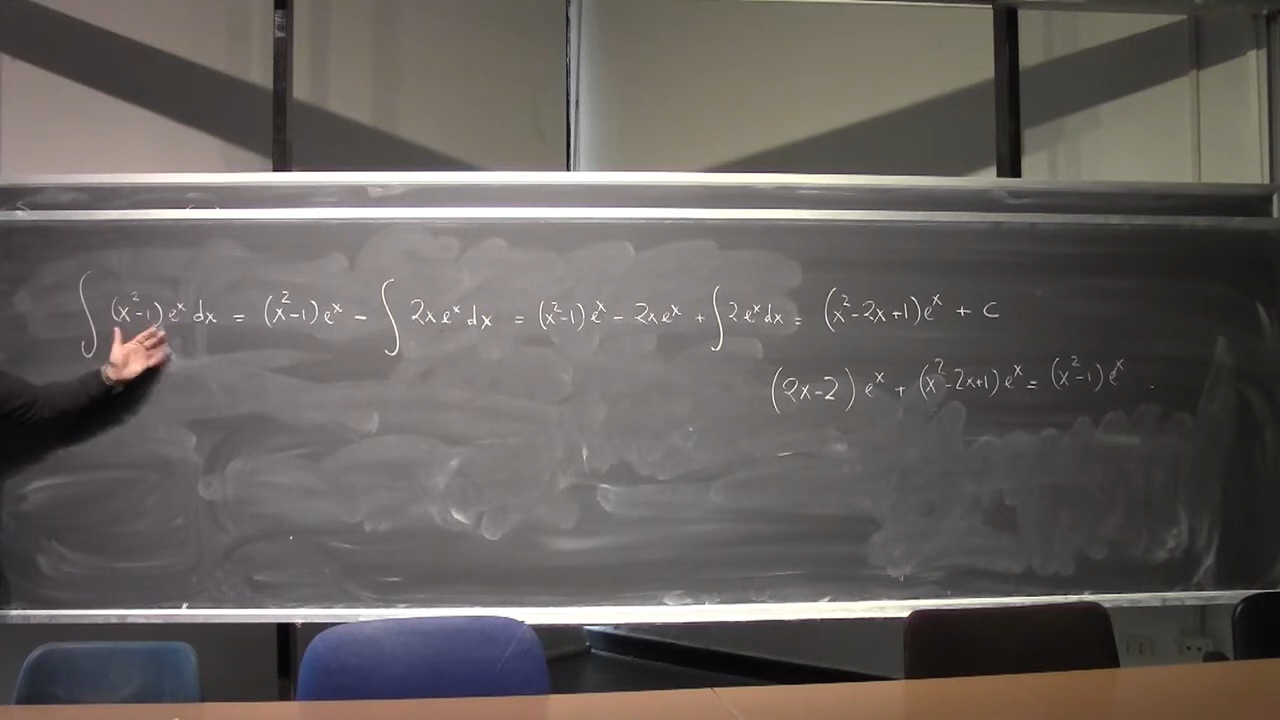 ∫ (x²-1) eˣ dx = (x²-1) eˣ - ∫ 2x eˣ dx = (x²-1) eˣ - 2x eˣ + ∫ 2 eˣ dx = (x²-2x+1) eˣ + c
(2x-2) eˣ + (x²-2x+1) eˣ = (x²-1) eˣ .